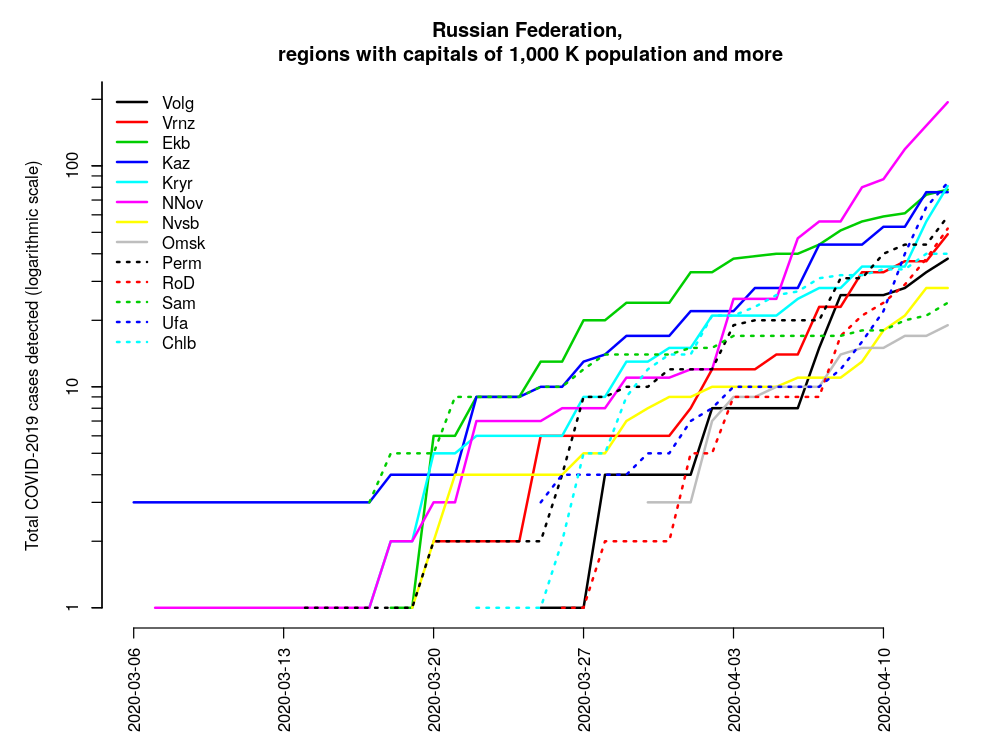 Russian Federation,
regions with capitals of 1,000 K population and more
Total COVID-2019 cases detected (logarithmic scale)
100
10
1
Volg
Vrnz
Ekb
Kaz
Kryr
NNov
Nvsb
Omsk
Perm
RoD
Sam
Ufa
Chlb
2020-03-06
2020-03-13
2020-03-20
2020-03-27
2020-04-03
2020-04-10